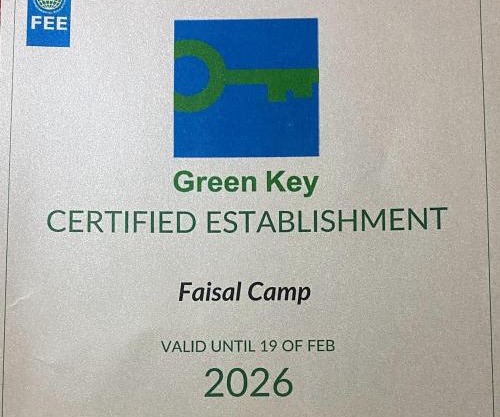 FEE
Green Key
CERTIFIED ESTABLISHMENT
Faisal Camp
VALID UNTIL 19 OF FEB
2026